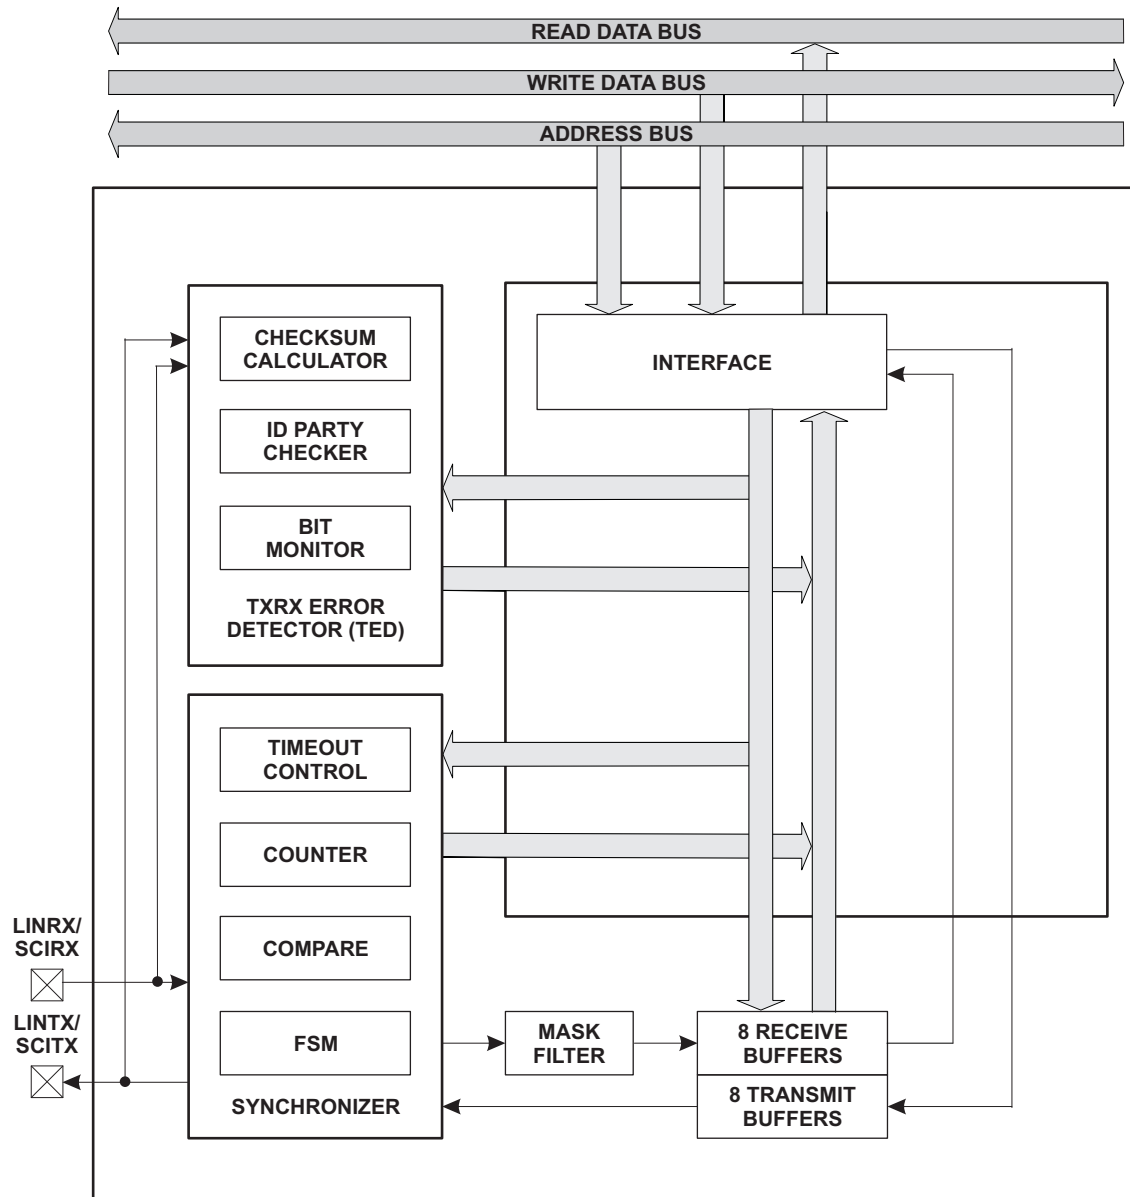 READ DATA BUS
WRITE DATA BUS
ADDRESS BUS
CHECKSUM
CALCULATOR
INTERFACE
ID PARTY
CHECKER
BIT
MONITOR
TXRX ERROR
DETECTOR (TED)
TIMEOUT
CONTROL
COUNTER
LINRX/
SCIRX
COMPARE
LINTX/
SCITX
FSM
MASK
FILTER
8 RECEIVE
BUFFERS
SYNCHRONIZER
8 TRANSMIT
BUFFERS